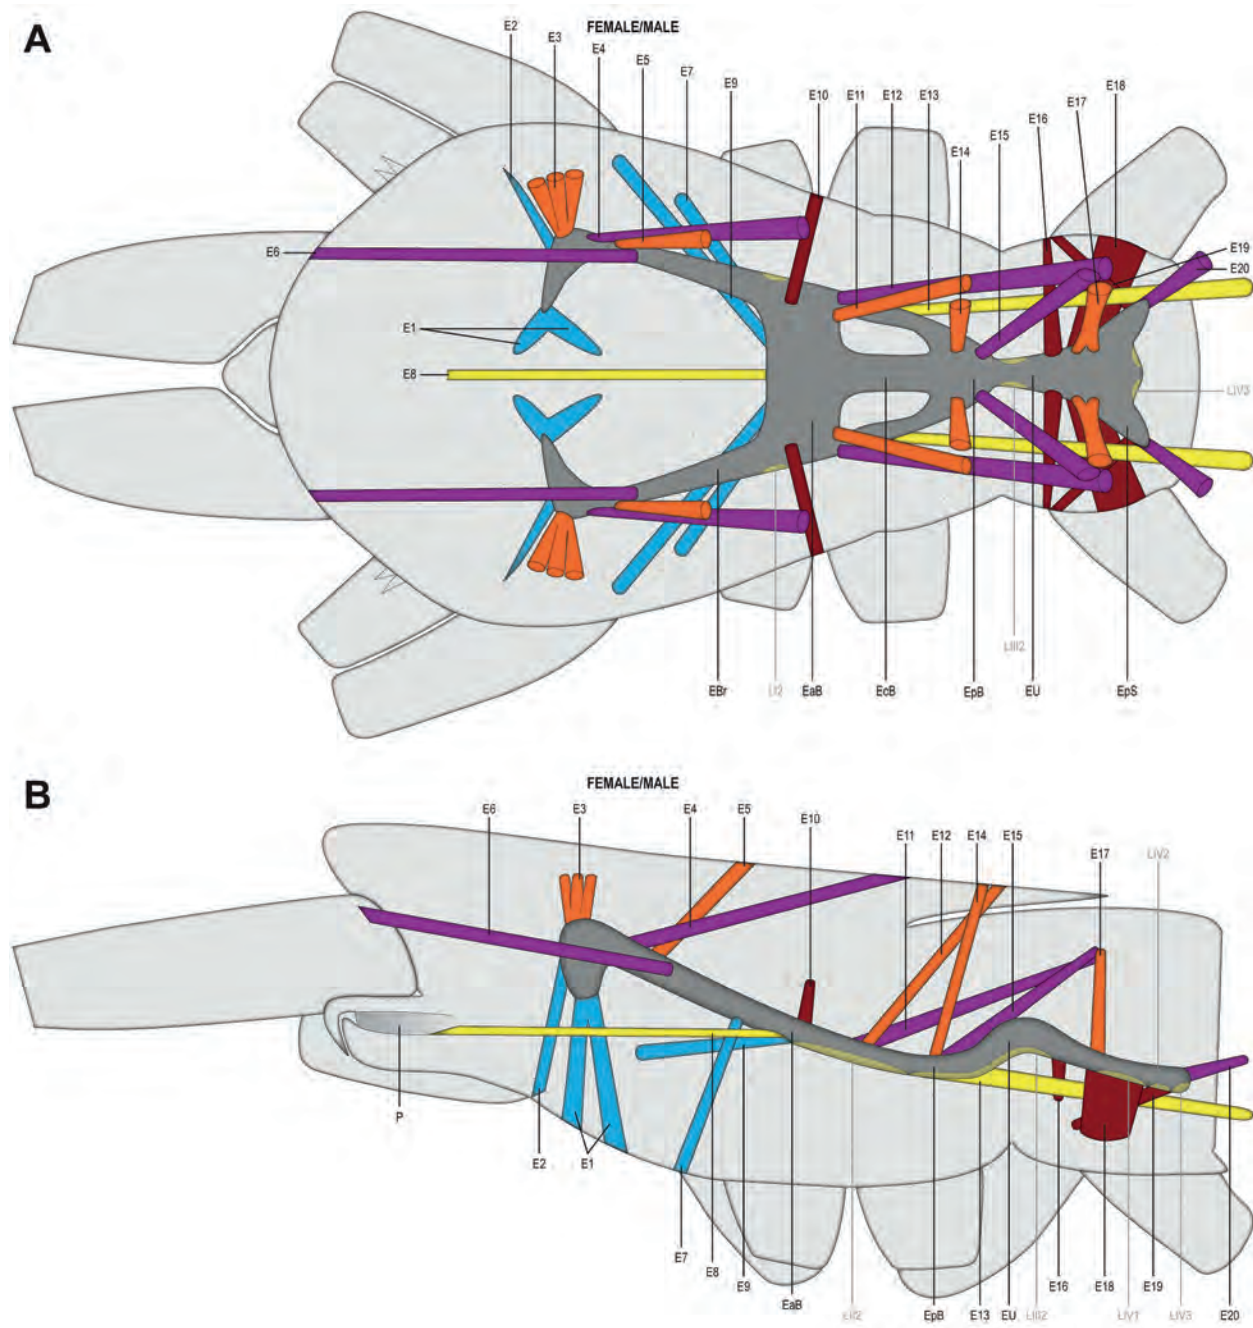 A
FEMALE/MALE
E2
E3
E4
E5
E7
E9
E10
E11
E12
E13
E14
E15
E16
E17
E18
E19
E20
E6
E1
E8
LIV3
LIII2
EBr
LI2
EaB
EcB
EpB
EU
EpS
B
FEMALE/MALE
E6
E3
E4
E5
E10
E11
E12
E14
E15
E17
LIV2
P
E2
E1
E7
E8
E9
EaB
LII2
EpB
E13
EU
LIII2
E16
E18
LIV1
E19
LIV3
E20